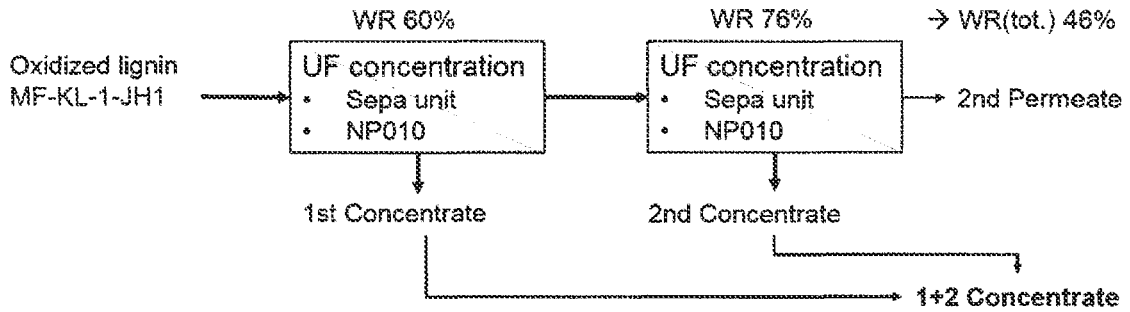 WR 60%
WR 76%
→ WR(tot.) 46%
Oxidized lignin
MF-KL-1-JH1
UF concentration
• Sepa unit
• NP010
UF concentration
• Sepa unit
• NP010
2nd Permeate
1st Concentrate
2nd Concentrate
1+2 Concentrate